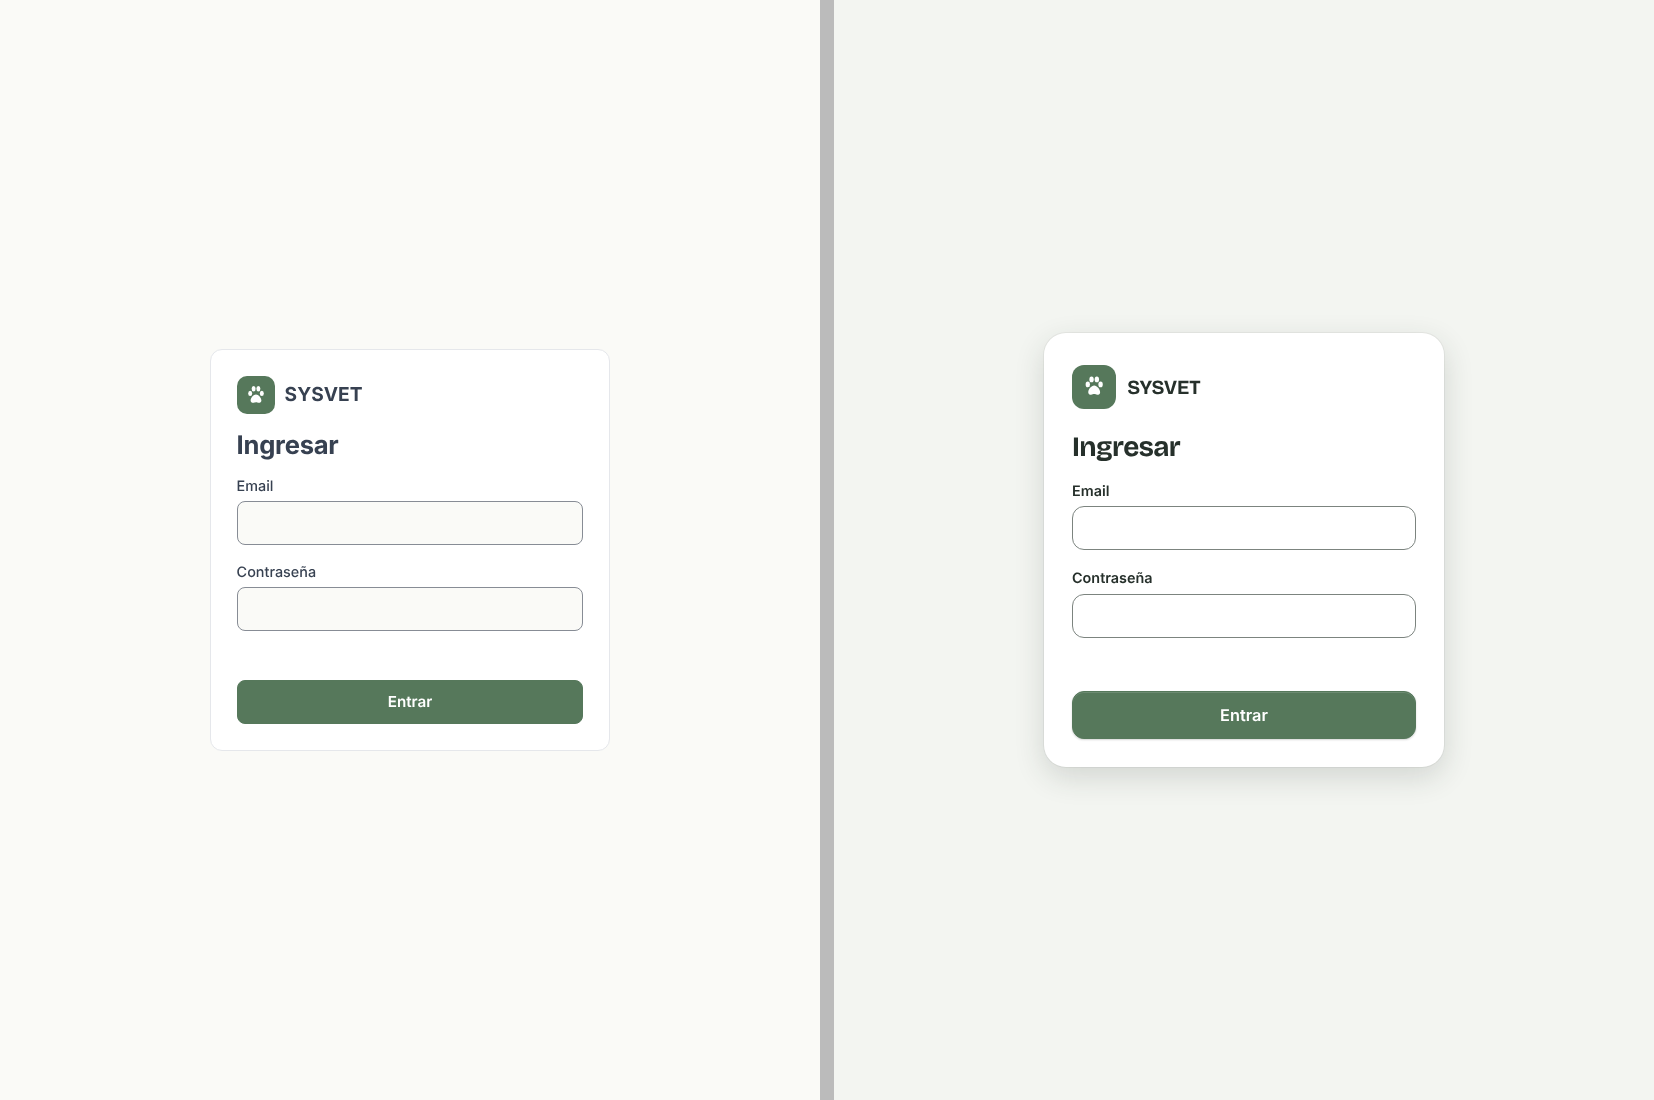 SYSVET
Ingresar
Email
Contraseña
Entrar
SYSVET
Ingresar
Email
Contraseña
Entrar